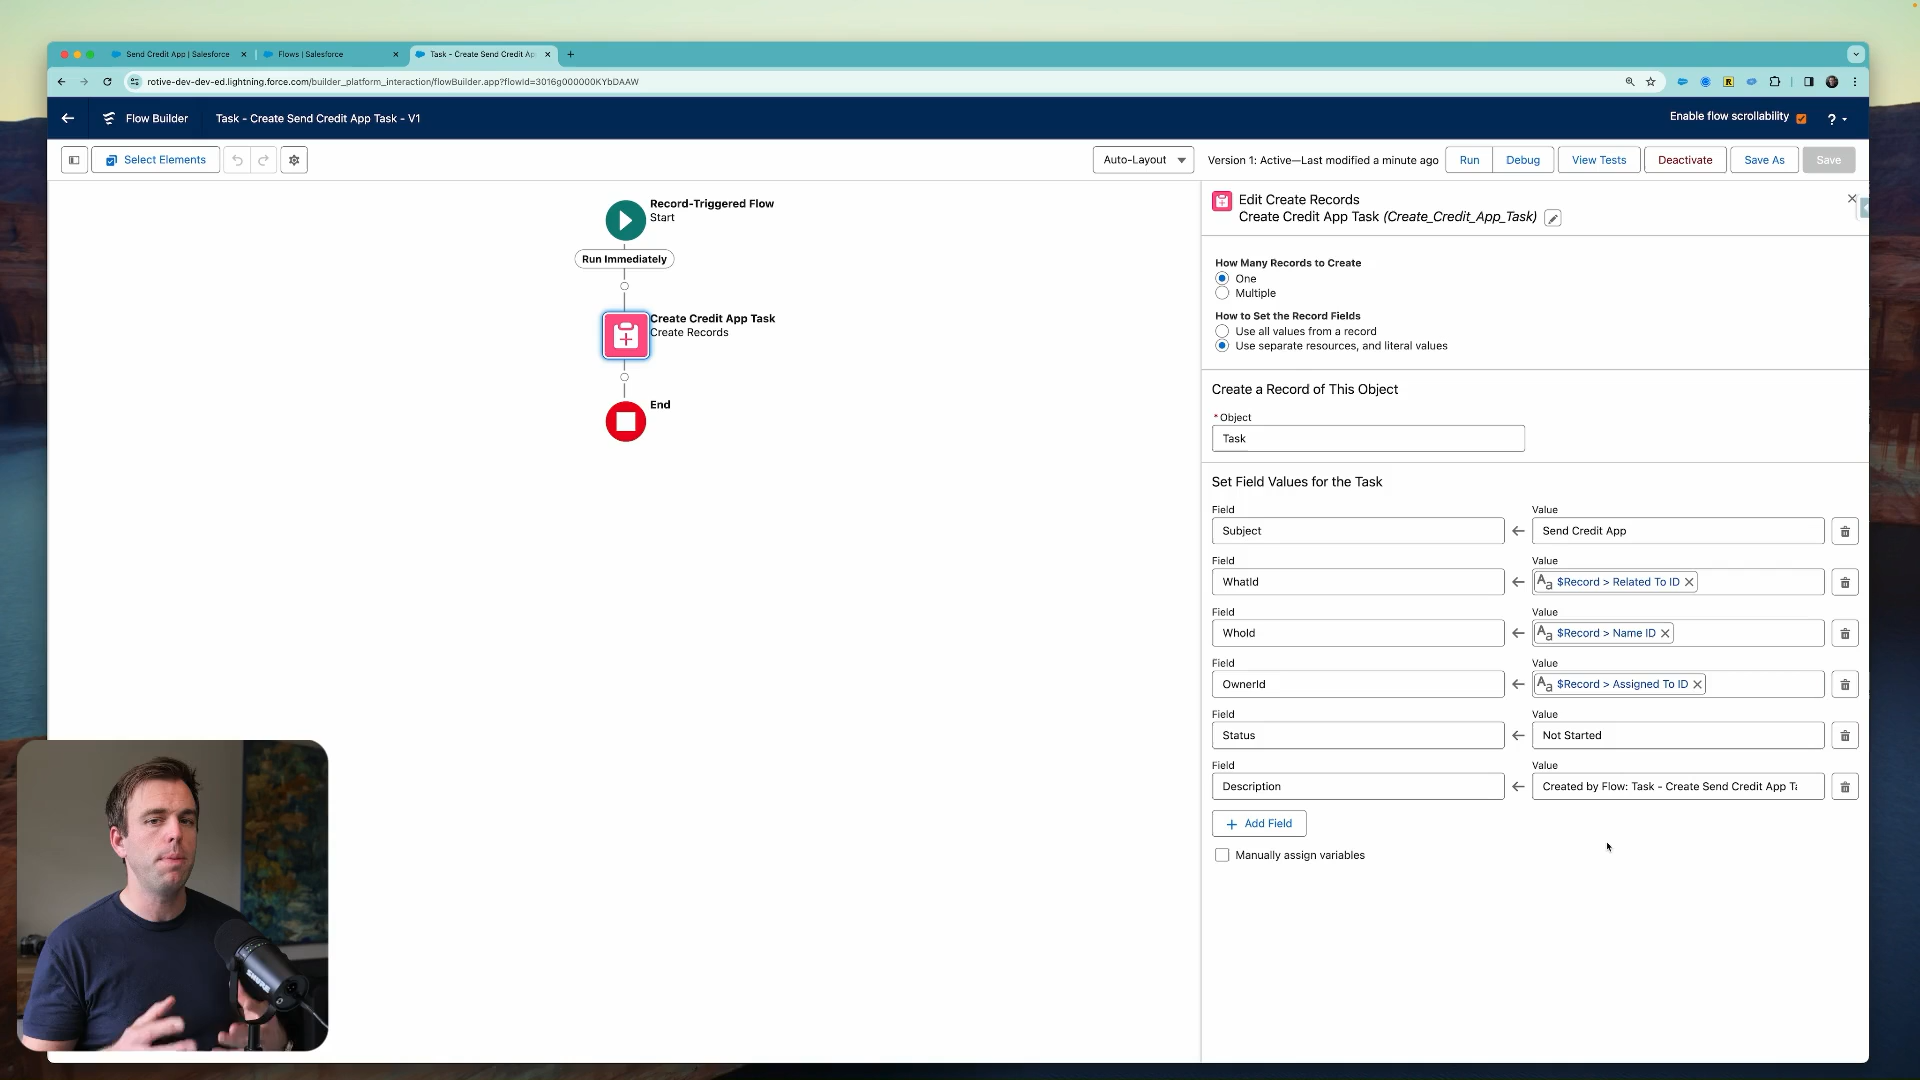 Send Credit App | Salesforce
Flows | Salesforce
Task - Create Send Credit Ap
rotive-dev-dev-ed.lightning.force.com/builder_platform_interaction/flowBuilder.app?flowId=3016g000000KYbDAAW
Flow Builder
Task - Create Send Credit App Task - V1
Enable flow scrollability
?
Select Elements
Auto-Layout
Version 1: Active—Last modified a minute ago
Run
Debug
View Tests
Deactivate
Save As
Save
Record-Triggered Flow
Start
Run Immediately
Create Credit App Task
Create Records
End
Edit Create Records
Create Credit App Task (Create_Credit_App_Task)
How Many Records to Create
One
Multiple
How to Set the Record Fields
Use all values from a record
Use separate resources, and literal values
Create a Record of This Object
* Object
Task
Set Field Values for the Task
Field
Value
Subject
Send Credit App
Field
Value
WhatId
Aa $Record > Related To ID
Field
Value
WhoId
Aa $Record > Name ID
Field
Value
OwnerId
Aa $Record > Assigned To ID
Field
Value
Status
Not Started
Field
Value
Description
Created by Flow: Task - Create Send Credit App Ta
+ Add Field
Manually assign variables
SHURE